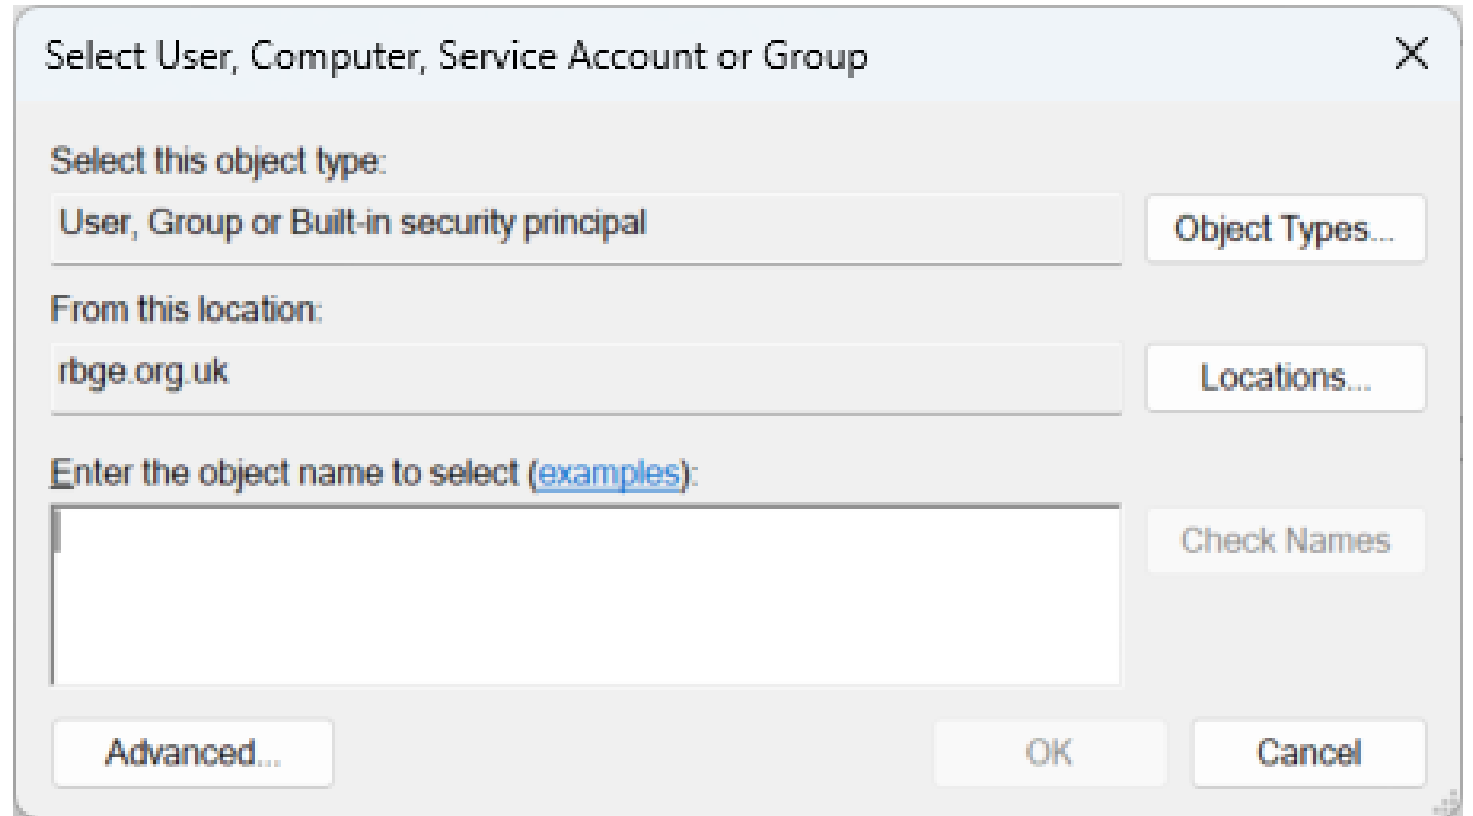 Select User, Computer, Service Account or Group
Select this object type:
User, Group or Built-in security principal
Object Types...
From this location:
rbge.org.uk
Locations...
Enter the object name to select (examples):
Check Names
Advanced...
OK
Cancel